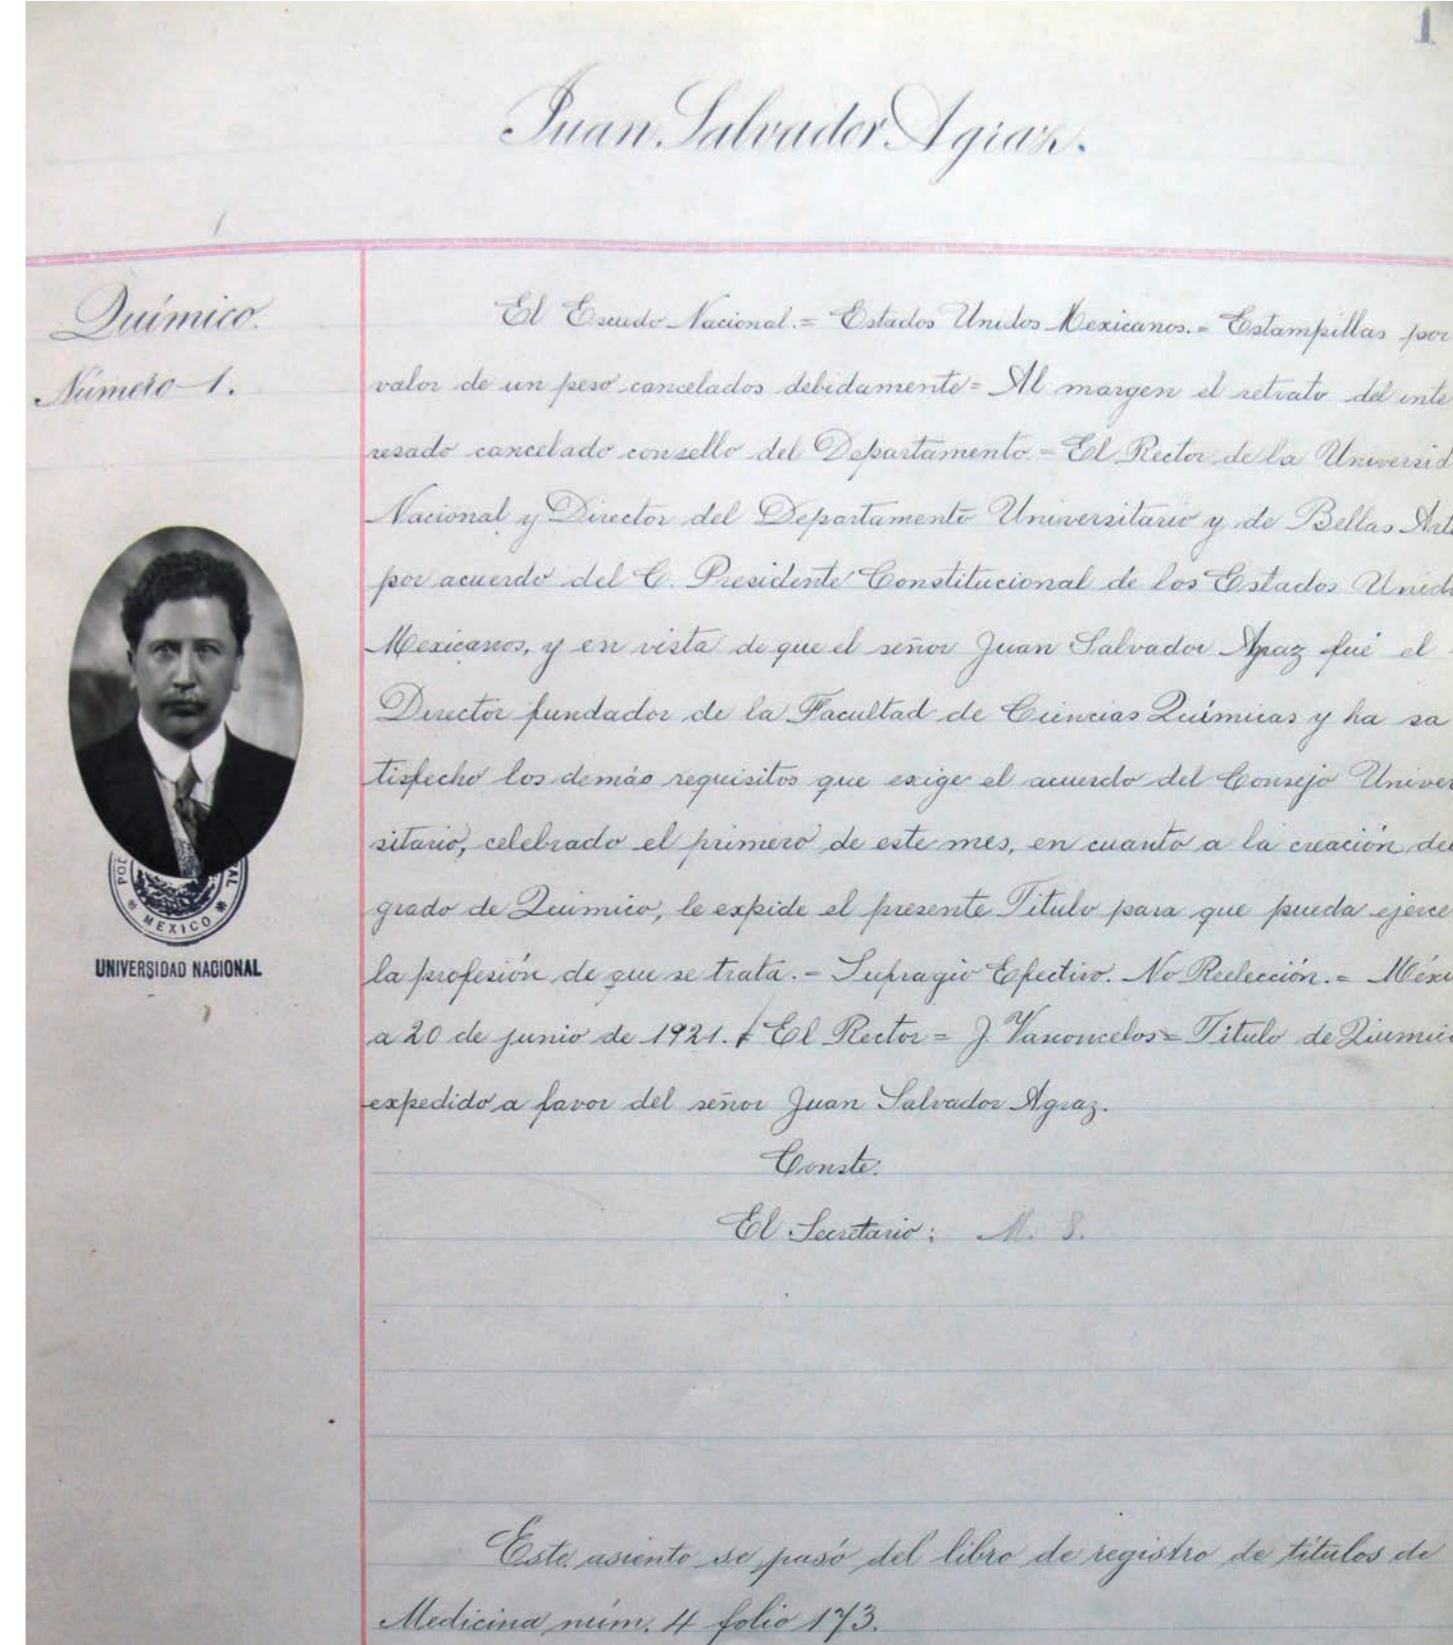 1
Juan Salvador Agraz.
Químico.
Número 1.
El Escudo Nacional.= Estados Unidos Mexicanos.= Estampillas por
valor de un peso cancelados debidamente= Al margen el retrato del inte
resado cancelado con sello del Departamento.= El Rector de la Universid
Nacional y Director del Departamento Universitario y de Bellas Arte
por acuerdo del C. Presidente Constitucional de los Estados Unid
Mexicanos, y en vista de que el señor Juan Salvador Agraz fué el
Director fundador de la Facultad de Ciencias Químicas y ha sa
tisfecho los demás requisitos que exige el acuerdo del Consejo Univer
sitario, celebrado el primero de este mes, en cuanto a la creación del
grado de Químico, le expide el presente Título para que pueda ejerce
la profesión de que se trata.= Sufragio Efectivo. No Reelección.= Méxi
a 20 de junio de 1921. El Rector= J. Vasconcelos= Título de Químic
expedido a favor del señor Juan Salvador Agraz.
Conste.
El Secretario: M. S.
MEXICO
UNIVERSIDAD NACIONAL
Este asiento se pasó del libro de registro de títulos de
Medicina núm. 4 folio 173.